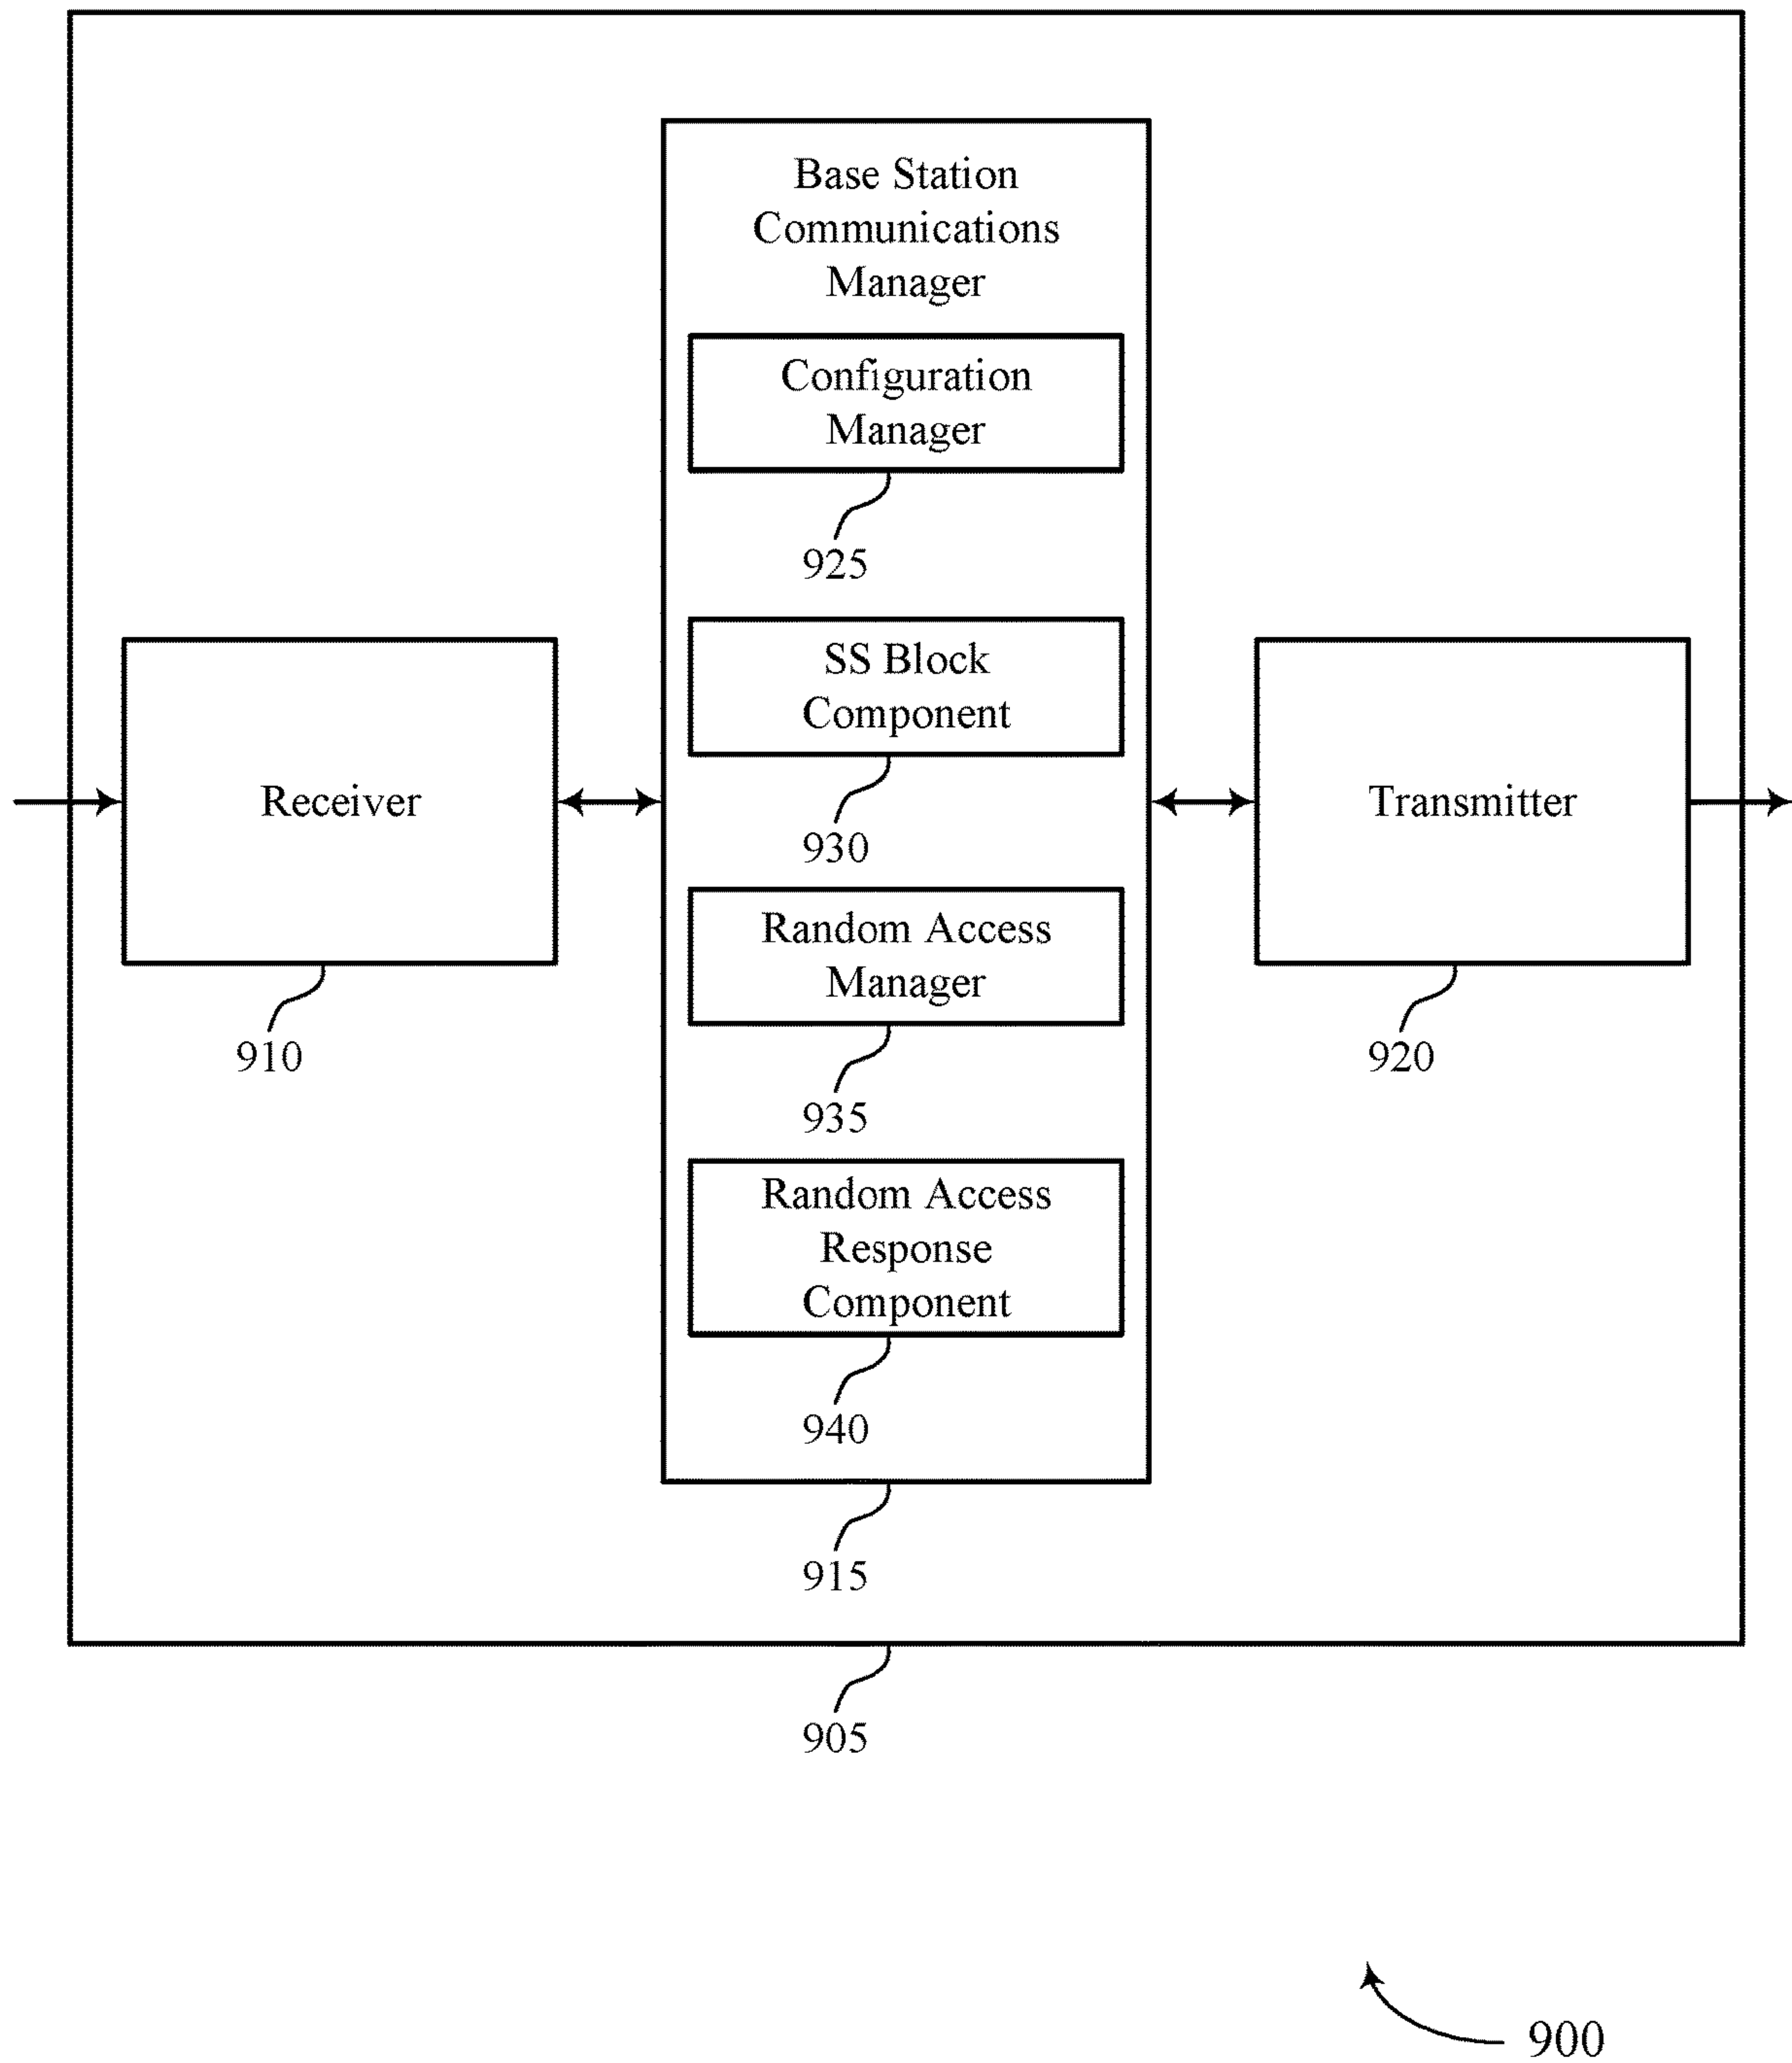 Base Station
Communications
Manager
Configuration
Manager
925
SS Block
Component
930
Receiver
910
Transmitter
920
Random Access
Manager
935
Random Access
Response
Component
940
915
905
900